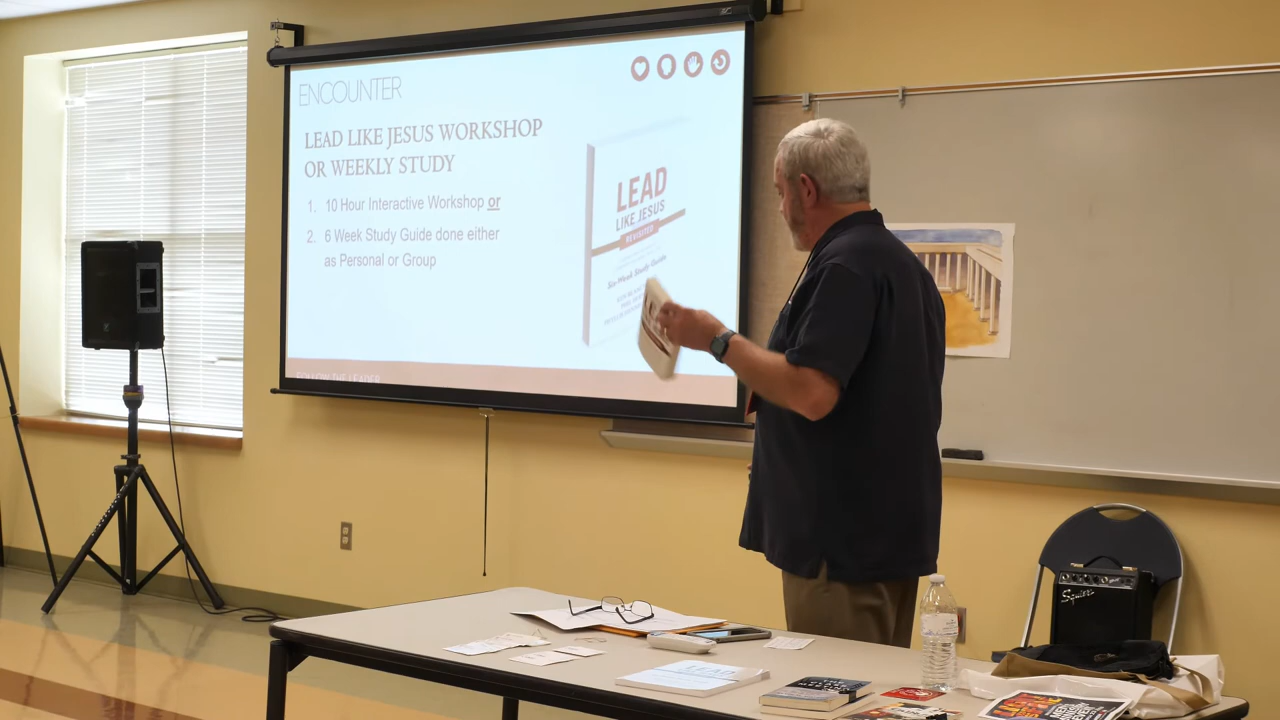 ENCOUNTER
LEAD LIKE JESUS WORKSHOP
OR WEEKLY STUDY
1. 10 Hour Interactive Workshop or
2. 6 Week Study Guide done either
as Personal or Group
LEAD
LIKE JESUS
REVISITED
Six-Week Study Guide
FOLLOW THE LEADER
Squier
LEAD